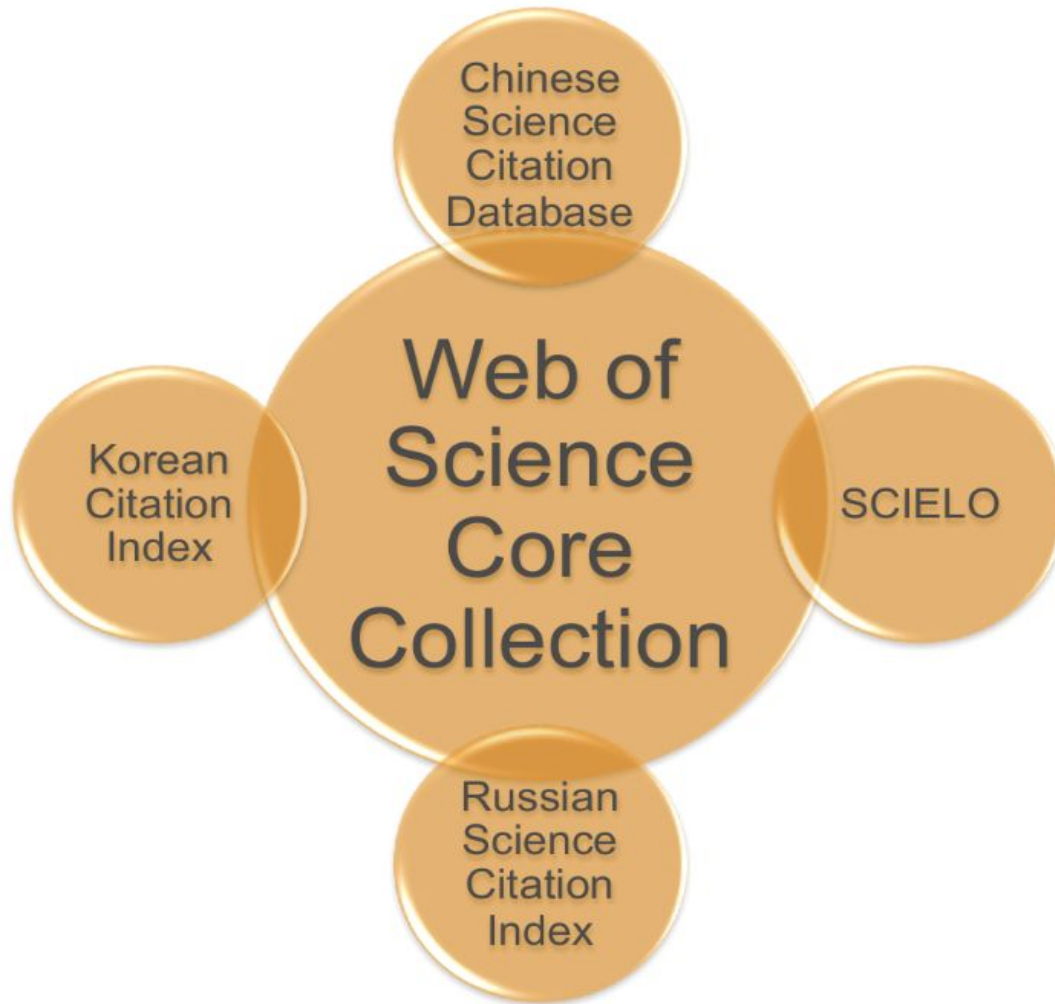 Chinese
Science
Citation
Database
Web of
Science
Core
Collection
Korean
Citation
Index
SCIELO
Russian
Science
Citation
Index